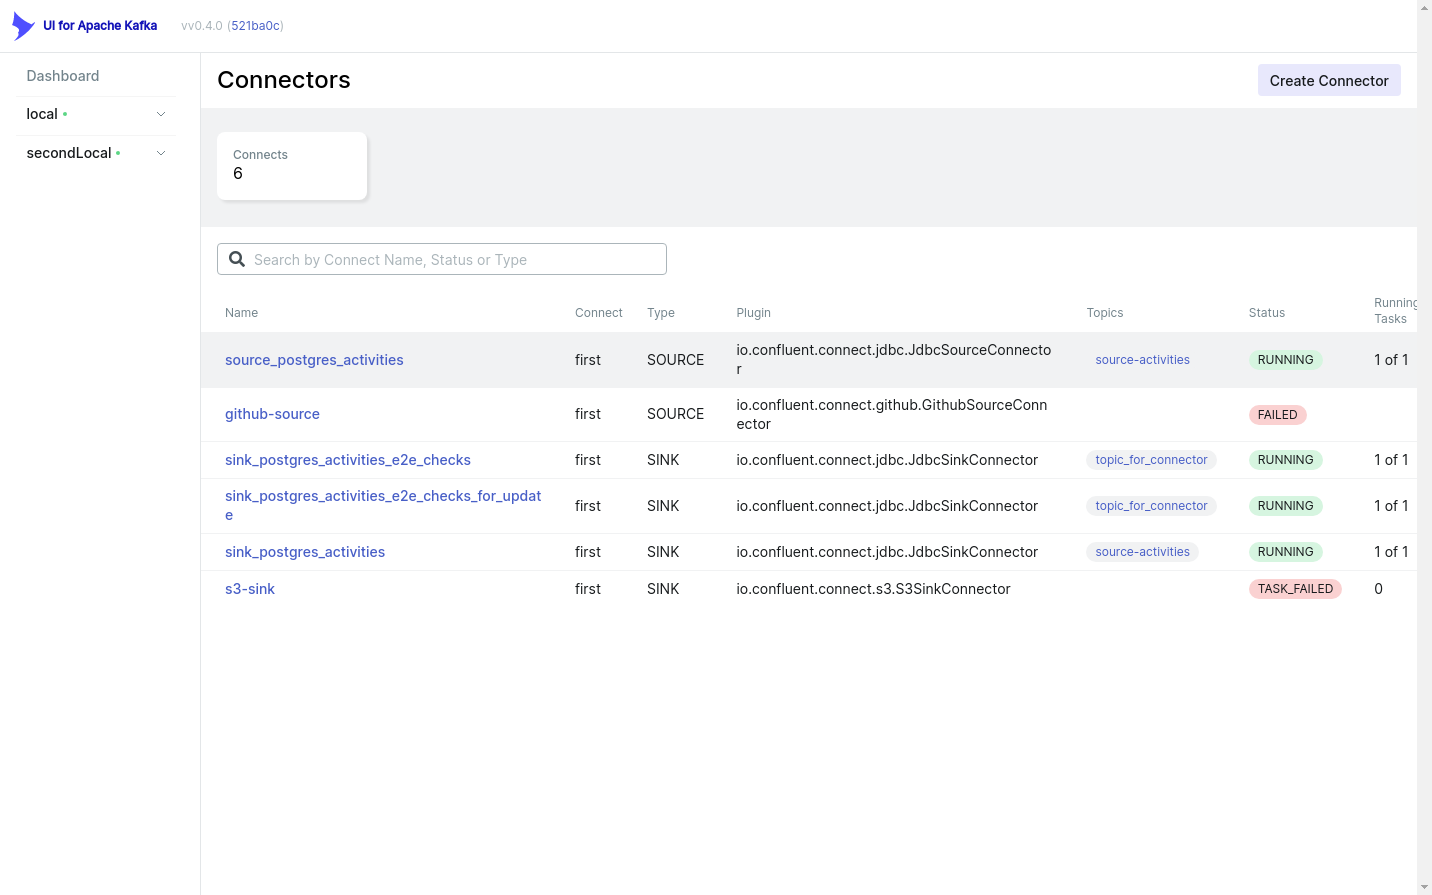 UI for Apache Kafka
vv0.4.0 (521ba0c)
Dashboard
local
secondLocal
Connectors
Create Connector
Connects
6
Search by Connect Name, Status or Type
Name Connect Type Plugin Topics Status Running Tasks
source_postgres_activities first SOURCE io.confluent.connect.jdbc.JdbcSourceConnecto
r source-activities RUNNING 1 of 1
github-source first SOURCE io.confluent.connect.github.GithubSourceConn
ector FAILED
sink_postgres_activities_e2e_checks first SINK io.confluent.connect.jdbc.JdbcSinkConnector topic_for_connector RUNNING 1 of 1
sink_postgres_activities_e2e_checks_for_updat
e first SINK io.confluent.connect.jdbc.JdbcSinkConnector topic_for_connector RUNNING 1 of 1
sink_postgres_activities first SINK io.confluent.connect.jdbc.JdbcSinkConnector source-activities RUNNING 1 of 1
s3-sink first SINK io.confluent.connect.s3.S3SinkConnector TASK_FAILED 0